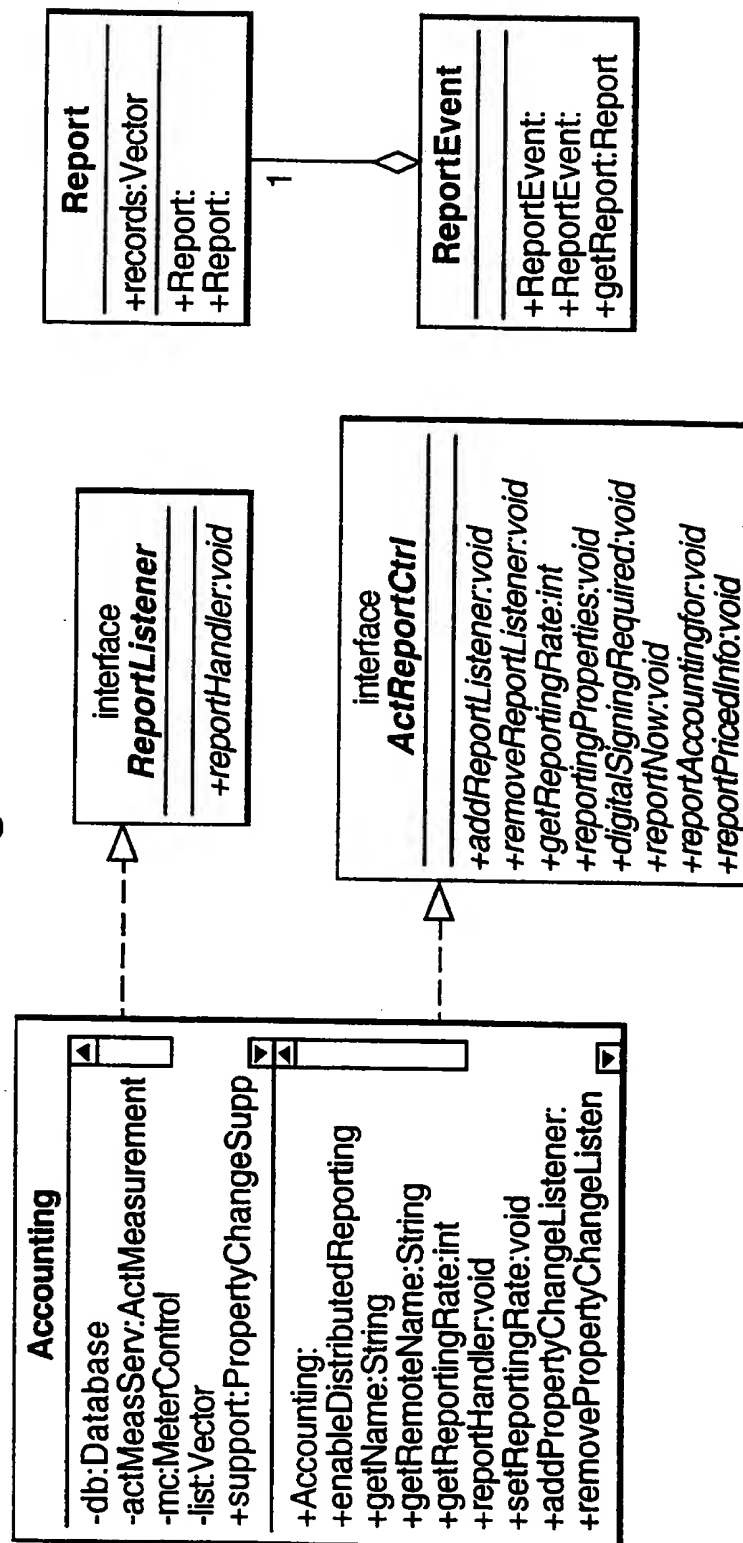 Accounting
-db:Database
-actMeasServ:ActMeasurement
-mc:MeterControl
-list:Vector
+support:PropertyChangeSupp
+Accounting:
+enableDistributedReporting
+getName:String
+getRemoteName:String
+getReportingRate:int
+reportHandler:void
+setReportingRate:void
+addPropertyChangeListener:
+removePropertyChangeListen
interface
ReportListener
+reportHandler:void
interface
ActReportCtrl
+addReportListener:void
+removeReportListener:void
+getReportingRate:int
+reportingProperties:void
+digitalSigningRequired:void
+reportNow:void
+reportAccountingfor:void
+reportPricedInfo:void
Report
+records:Vector
+Report:
+Report:
1
ReportEvent
+ReportEvent:
+ReportEvent:
+getReport:Report